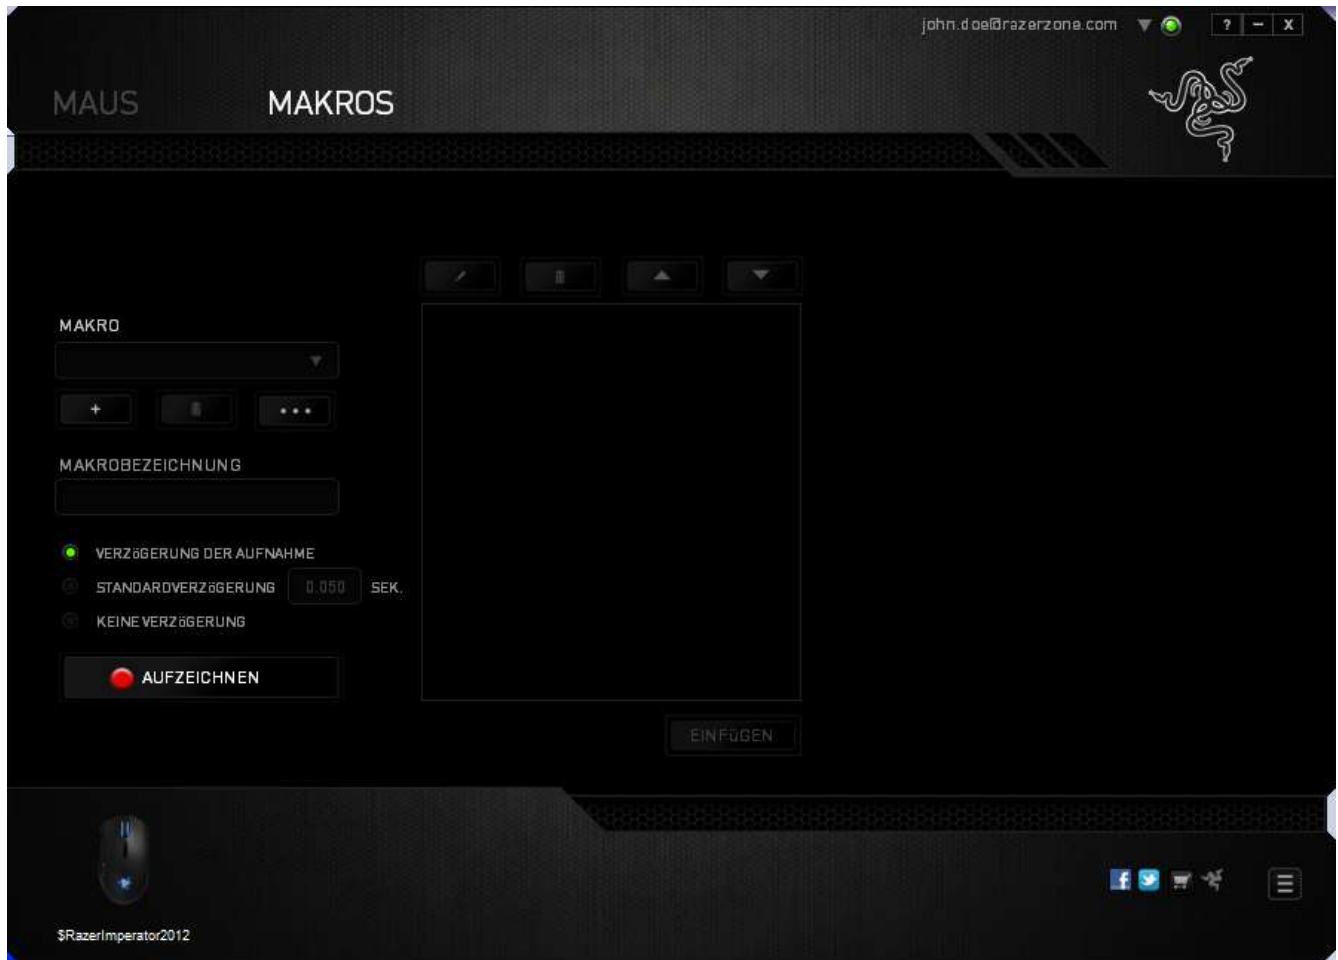 john.doe@razerzone.com
? – X
MAUS MAKROS
MAKRO
+ •••
MAKROBEZEICHNUNG
VERZöGERUNG DER AUFNAHME
STANDARDVERZöGERUNG 0.050 SEK.
KEINE VERZöGERUNG
AUFZEICHNEN
EINFüGEN
$RazerImperator2012